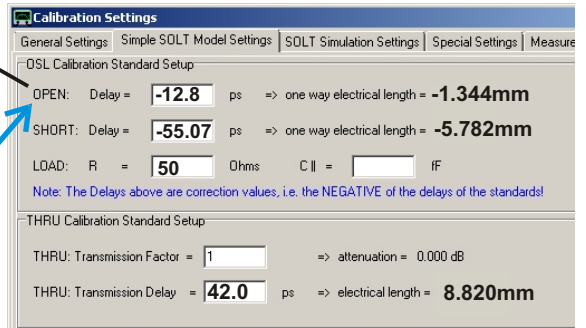 Calibration Settings
General Settings Simple SOLT Model Settings SOLT Simulation Settings Special Settings Measure
OSL Calibration Standard Setup
OPEN: Delay = -12.8 ps => one way electrical length = -1.344mm
SHORT: Delay = -55.07 ps => one way electrical length = -5.782mm
LOAD: R = 50 Ohms C || = fF
Note: The Delays above are correction values, i.e. the NEGATIVE of the delays of the standards!
THRU Calibration Standard Setup
THRU: Transmission Factor = 1 => attenuation = 0.000 dB
THRU: Transmission Delay = 42.0 ps => electrical length = 8.820mm